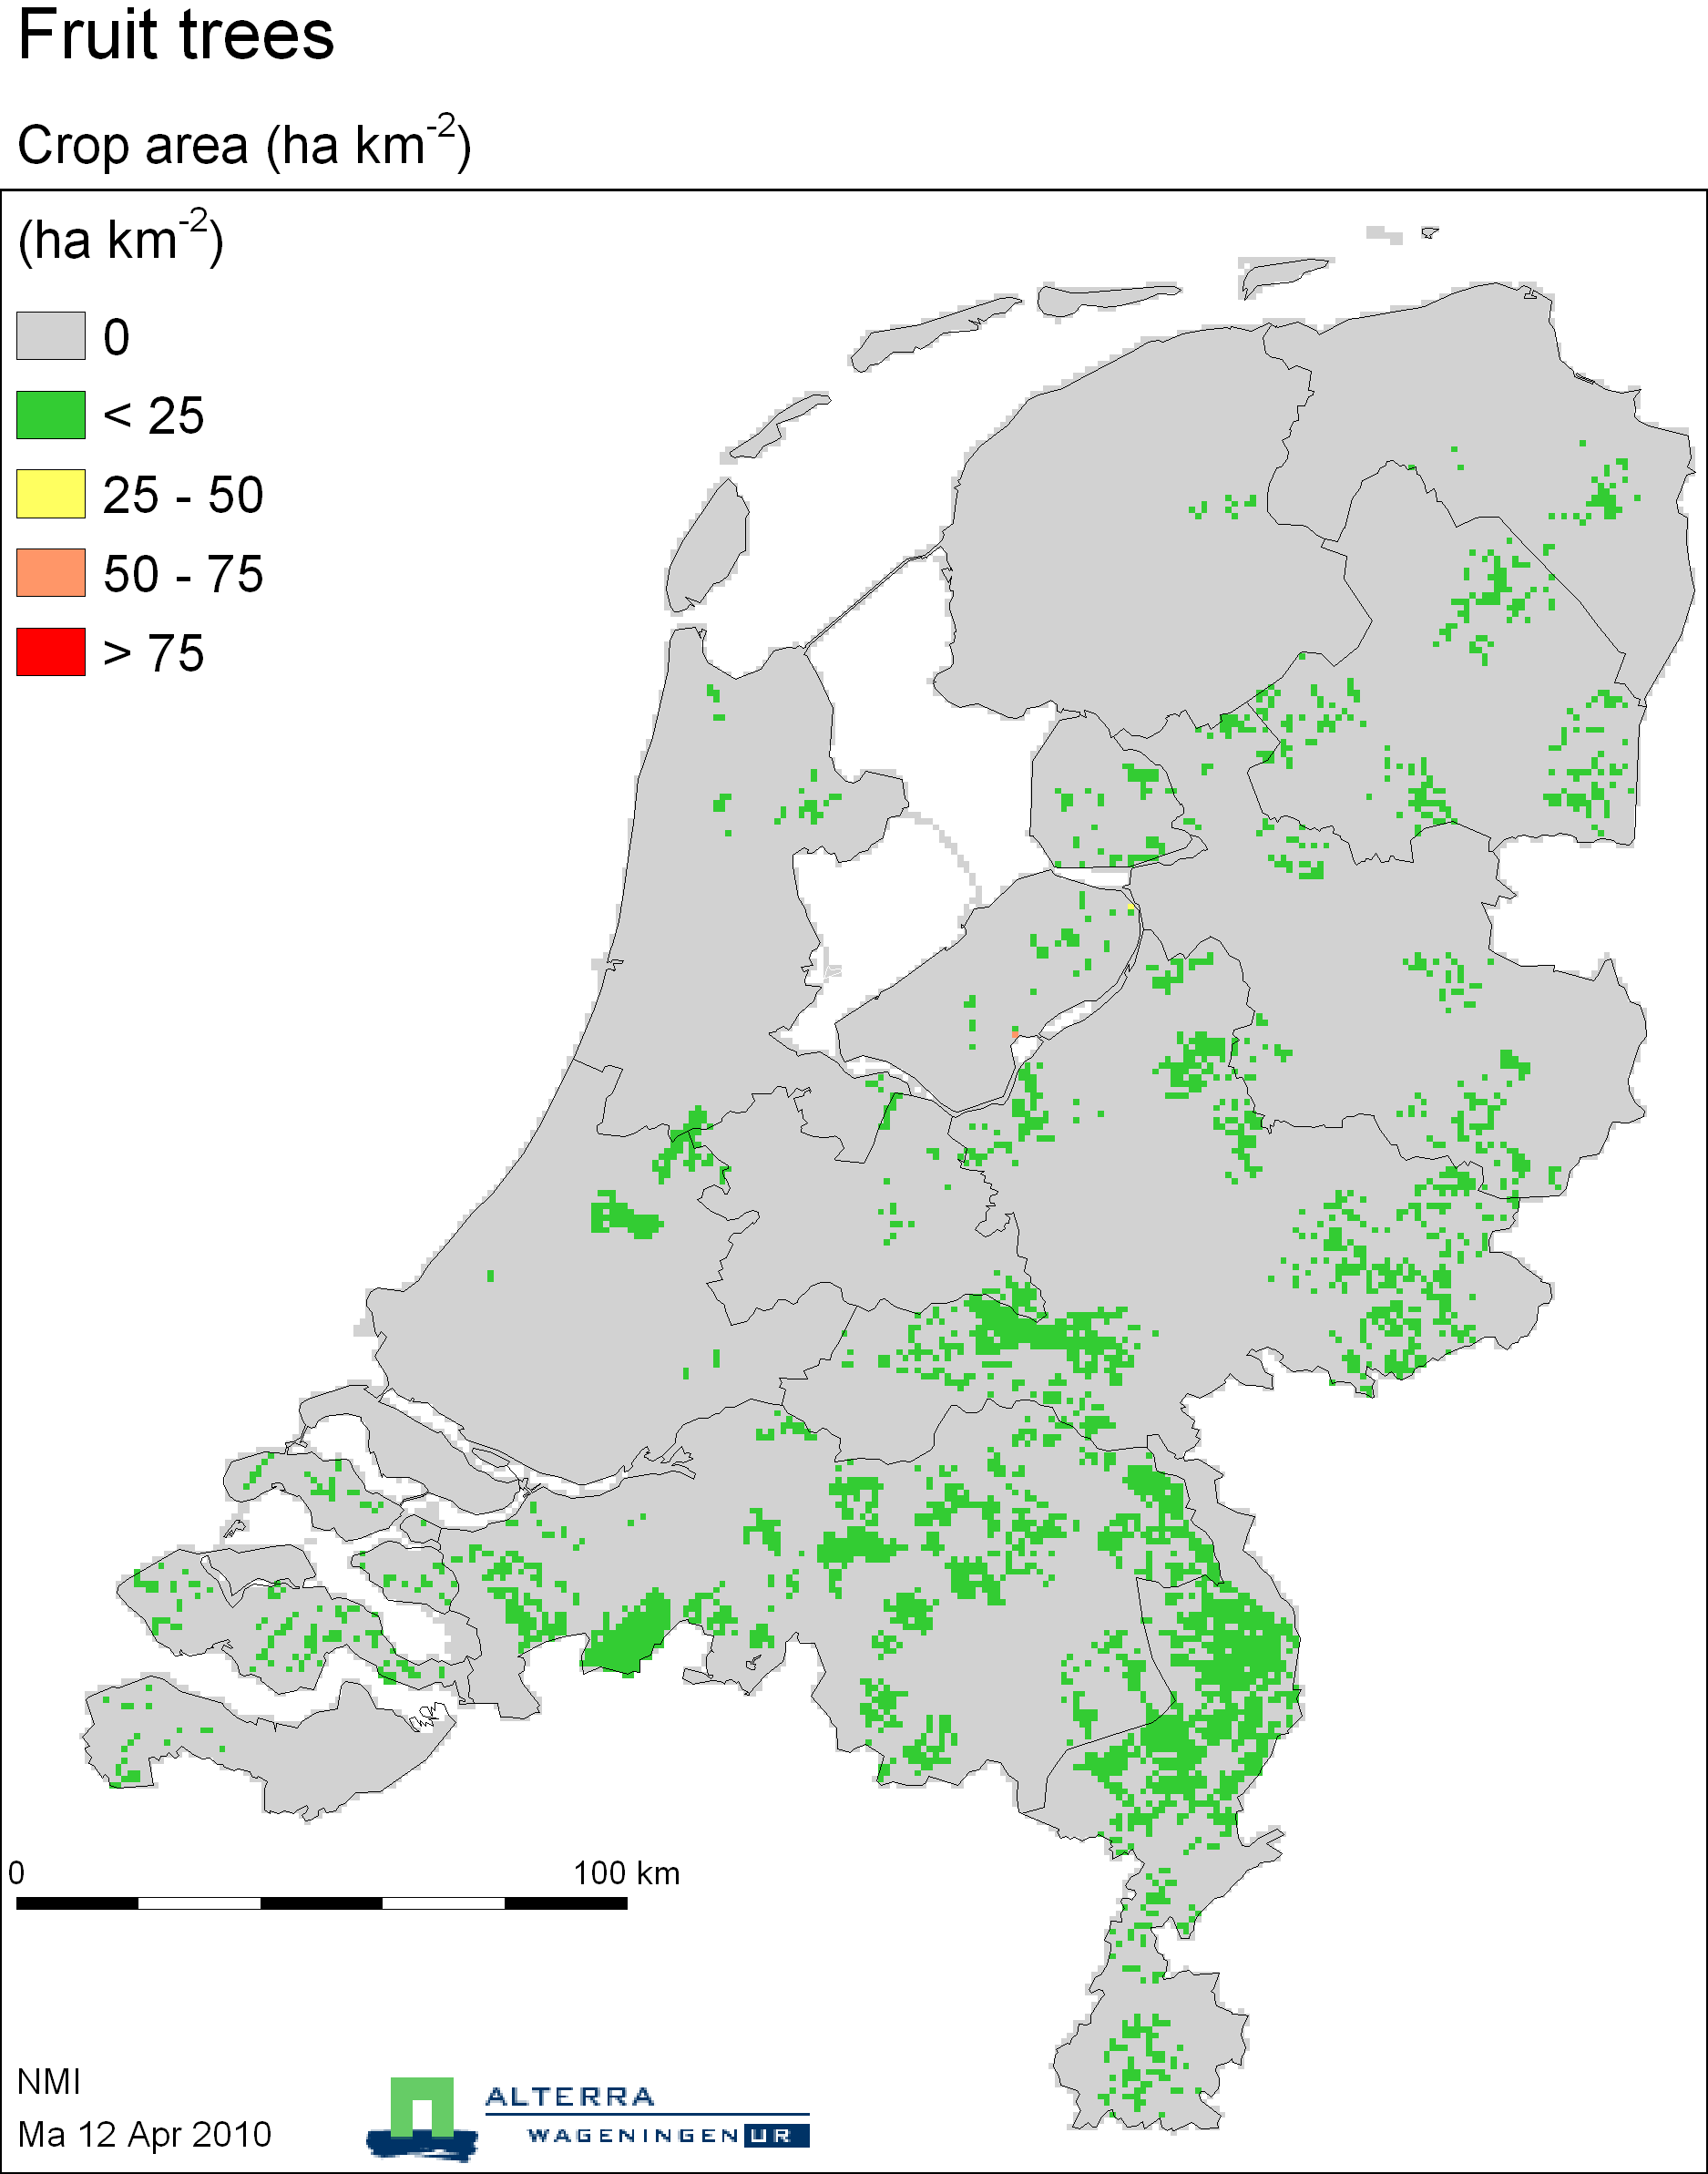 Fruit trees
Crop area (ha km-2)
(ha km-2)
0
< 25
25 - 50
50 - 75
> 75
0 100 km
NMI
Ma 12 Apr 2010
ALTERRA
WAGENINGEN UR